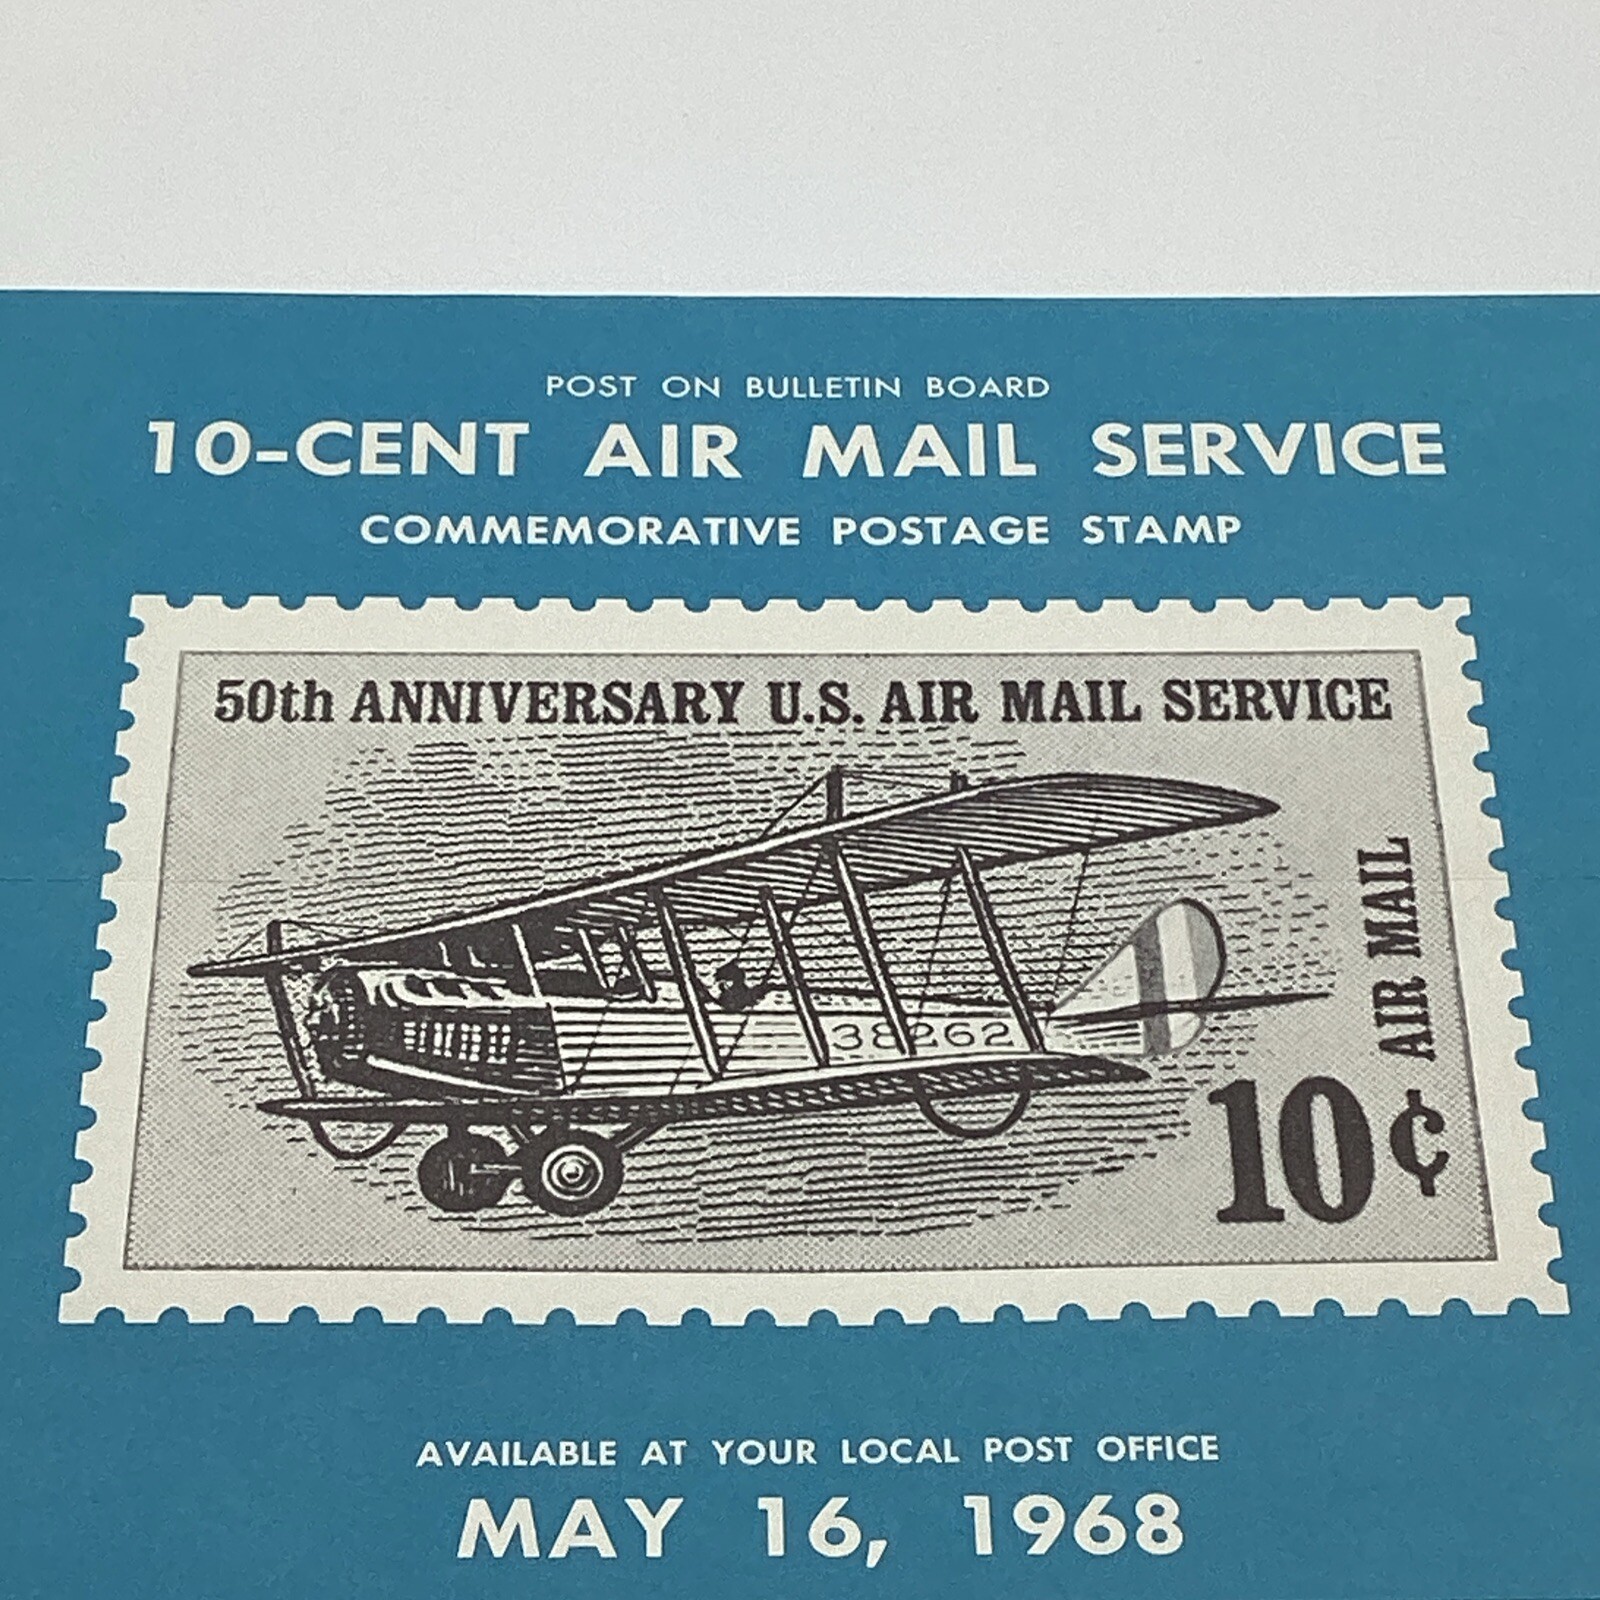 POST ON BULLETIN BOARD
10-CENT AIR MAIL SERVICE
COMMEMORATIVE POSTAGE STAMP
50th ANNIVERSARY U.S. AIR MAIL SERVICE
38262
AIR MAIL
10¢
AVAILABLE AT YOUR LOCAL POST OFFICE
MAY 16, 1968